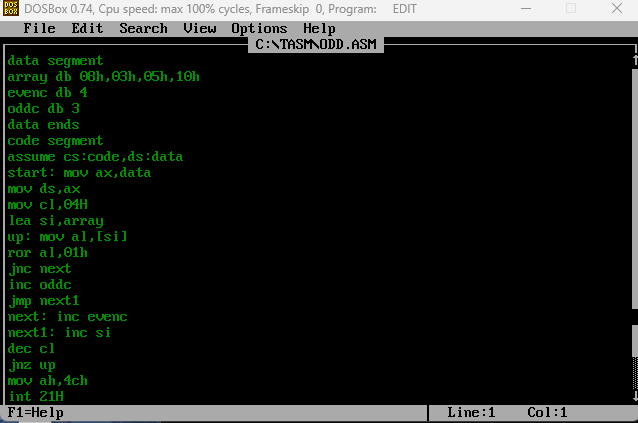 DOSBox 0.74, Cpu speed: max 100% cycles, Frameskip 0, Program: EDIT
File Edit Search View Options Help
C:\TASM\ODD.ASM
data segment
array db 08h,03h,05h,10h
evenc db 4
oddc db 3
data ends
code segment
assume cs:code,ds:data
start: mov ax,data
mov ds,ax
mov cl,04H
lea si,array
up: mov al,[si]
ror al,01h
jnc next
inc oddc
jmp next1
next: inc evenc
next1: inc si
dec cl
jnz up
mov ah,4ch
int 21H
F1=Help Line:1 Col:1